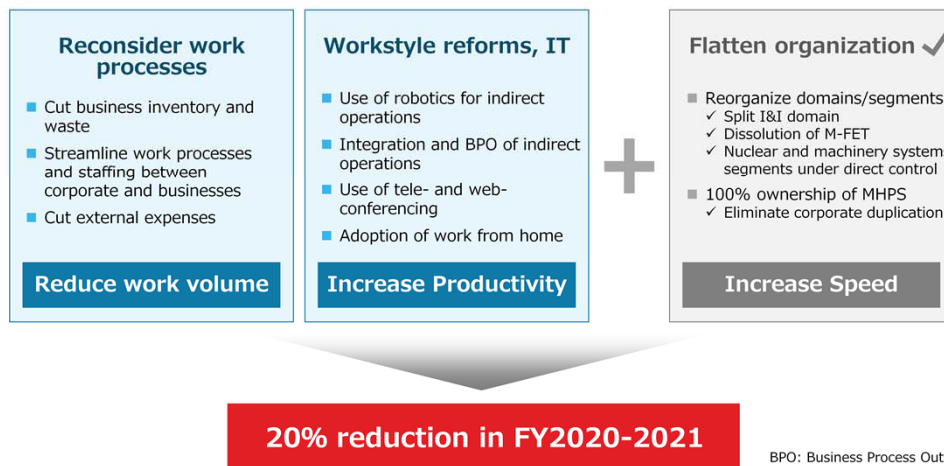 Reconsider work
processes
■ Cut business inventory and
waste
■ Streamline work processes
and staffing between
corporate and businesses
■ Cut external expenses
Reduce work volume
Workstyle reforms, IT
■ Use of robotics for indirect
operations
■ Integration and BPO of indirect
operations
■ Use of tele- and web-
conferencing
■ Adoption of work from home
Increase Productivity
+
Flatten organization ✓
■ Reorganize domains/segments
✓ Split I&I domain
✓ Dissolution of M-FET
✓ Nuclear and machinery systems
segments under direct control
■ 100% ownership of MHPS
✓ Eliminate corporate duplication
Increase Speed
20% reduction in FY2020-2021
BPO: Business Process Out